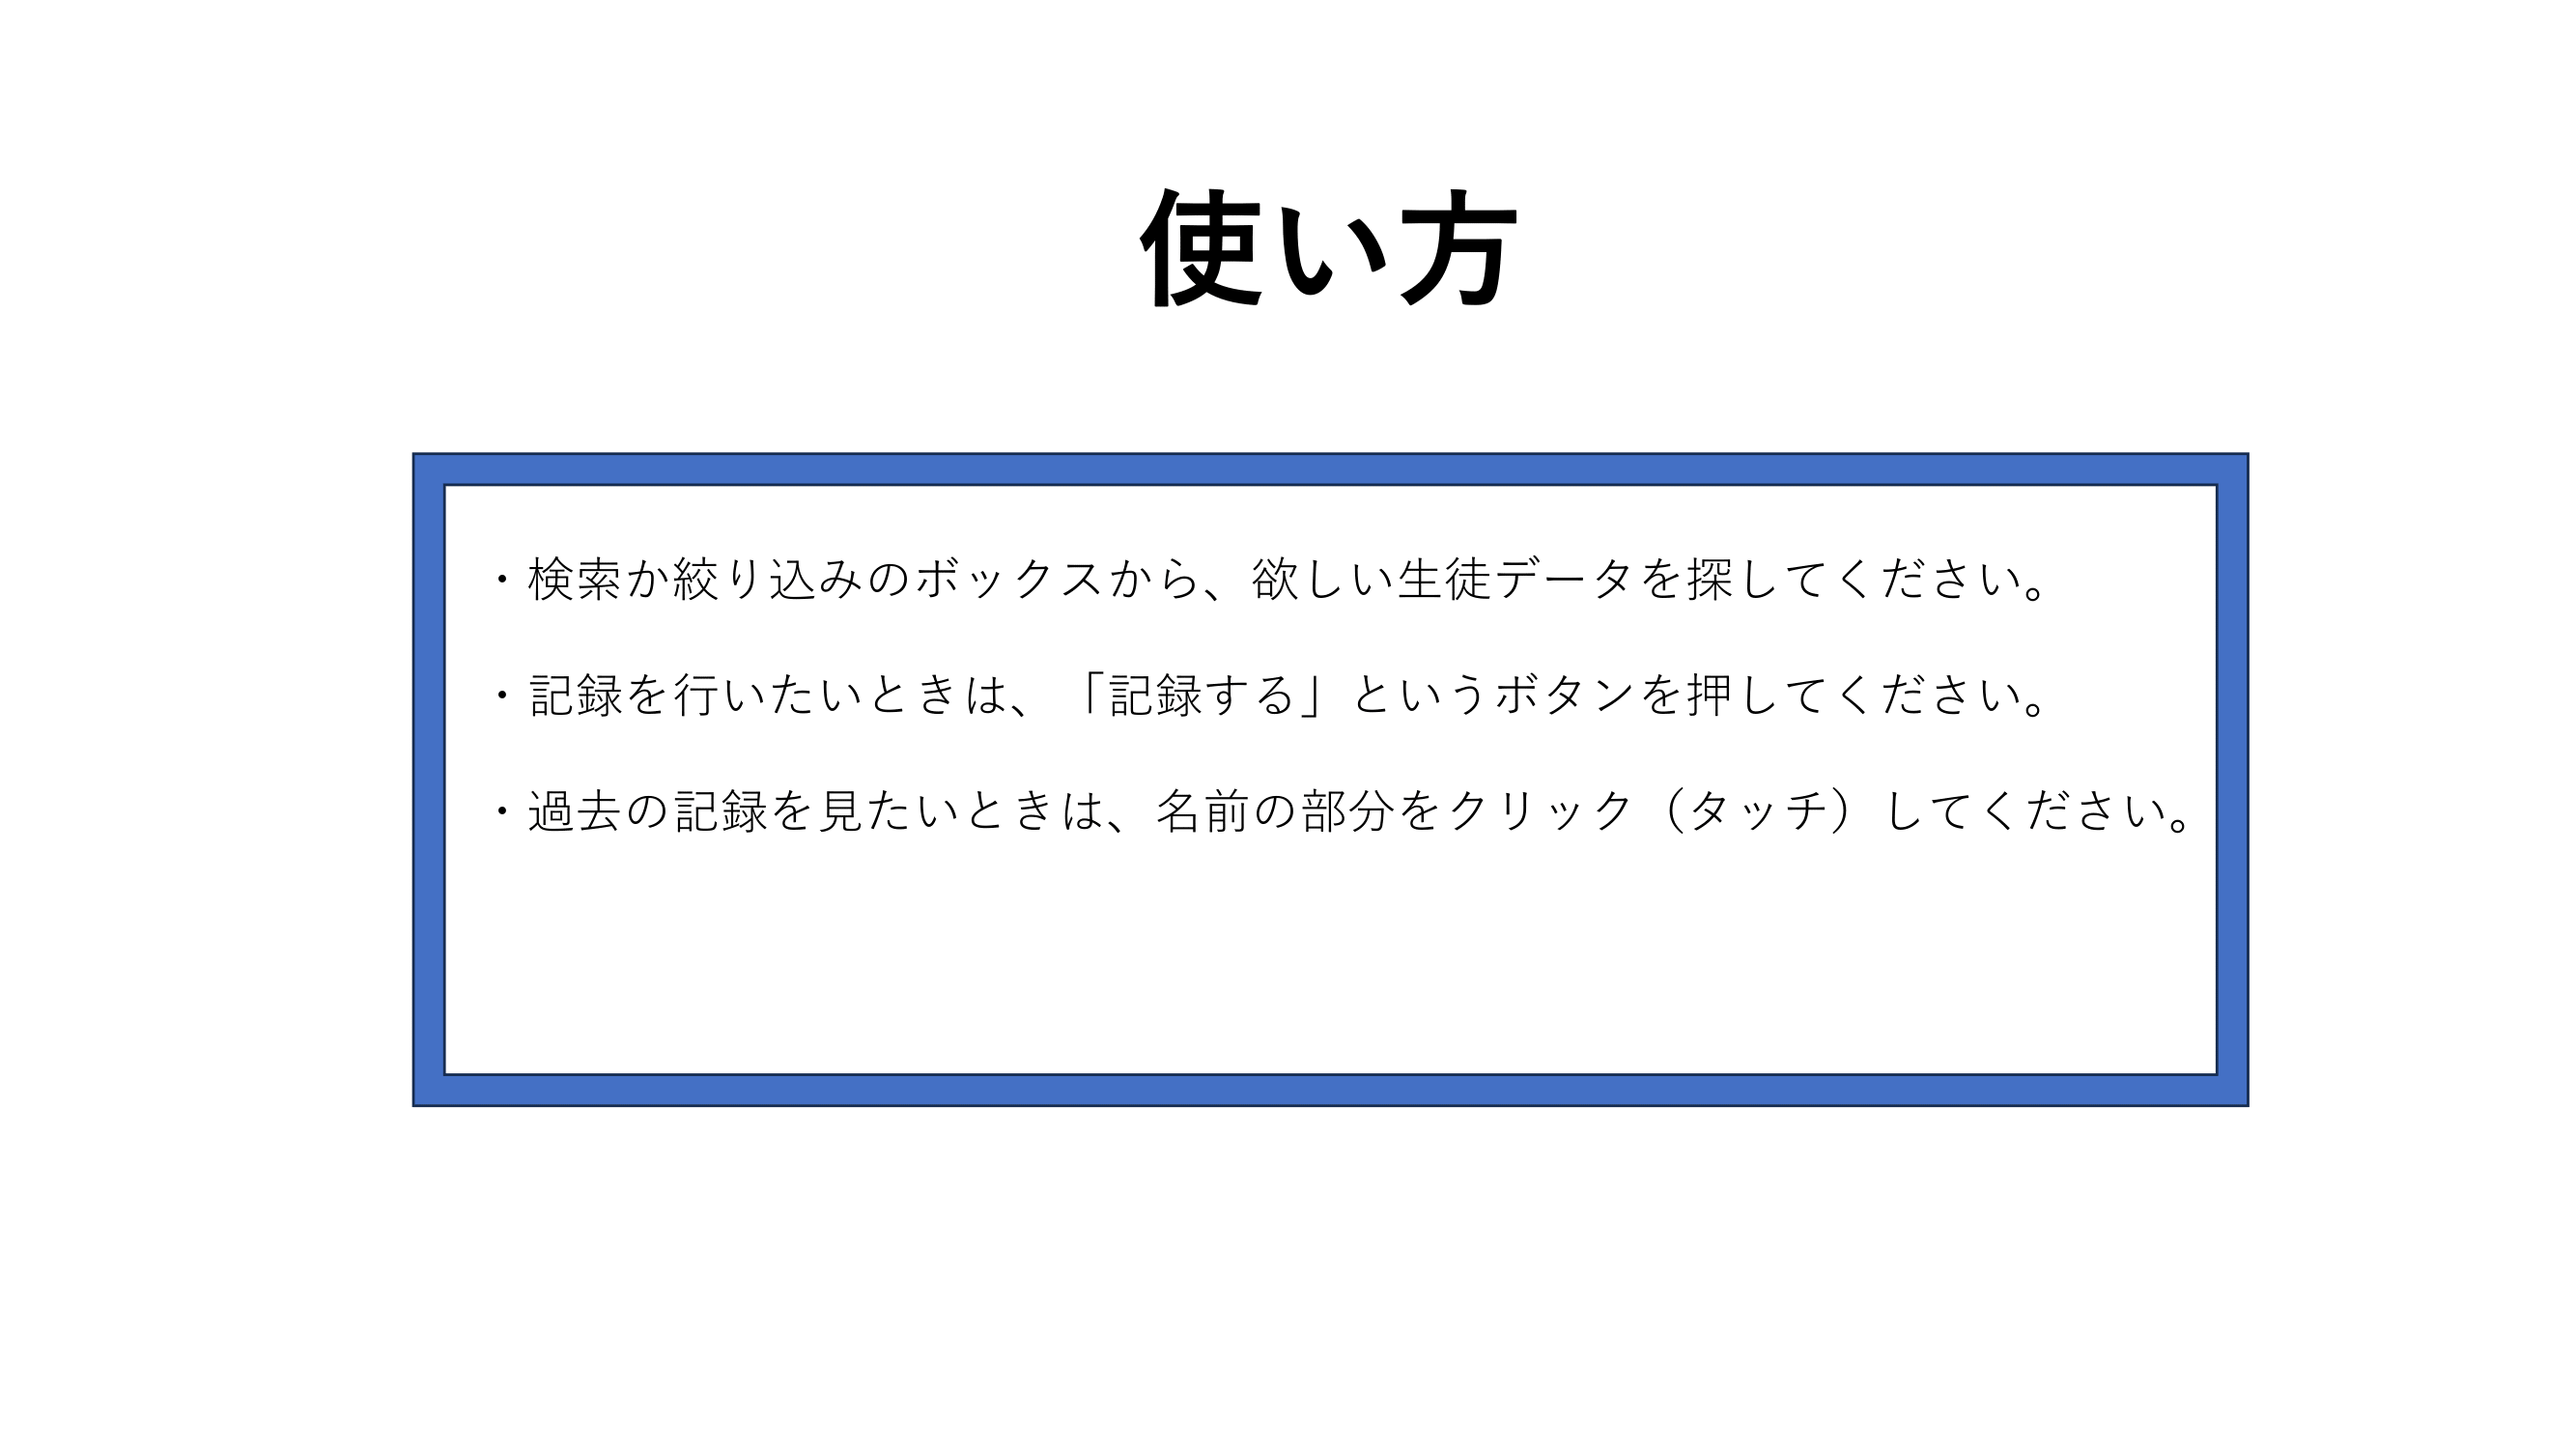 使い方
・検索か絞り込みのボックスから、欲しい生徒データを探してください。
・記録を行いたいときは、「記録する」というボタンを押してください。
・過去の記録を見たいときは、名前の部分をクリック（タッチ）してください。